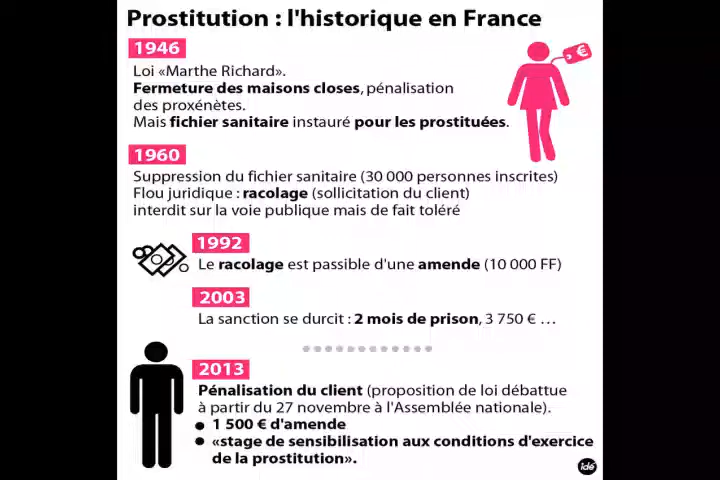 Prostitution : l'historique en France
1946
€
Loi «Marthe Richard».
Fermeture des maisons closes, pénalisation
des proxénètes.
Mais fichier sanitaire instauré pour les prostituées.
1960
Suppression du fichier sanitaire (30 000 personnes inscrites)
Flou juridique : racolage (sollicitation du client)
interdit sur la voie publique mais de fait toléré
1992
Le racolage est passible d'une amende (10 000 FF)
2003
La sanction se durcit : 2 mois de prison, 3 750 € ...
2013
Pénalisation du client (proposition de loi débattue
à partir du 27 novembre à l'Assemblée nationale).
● 1 500 € d'amende
● «stage de sensibilisation aux conditions d'exercice
de la prostitution».
idé